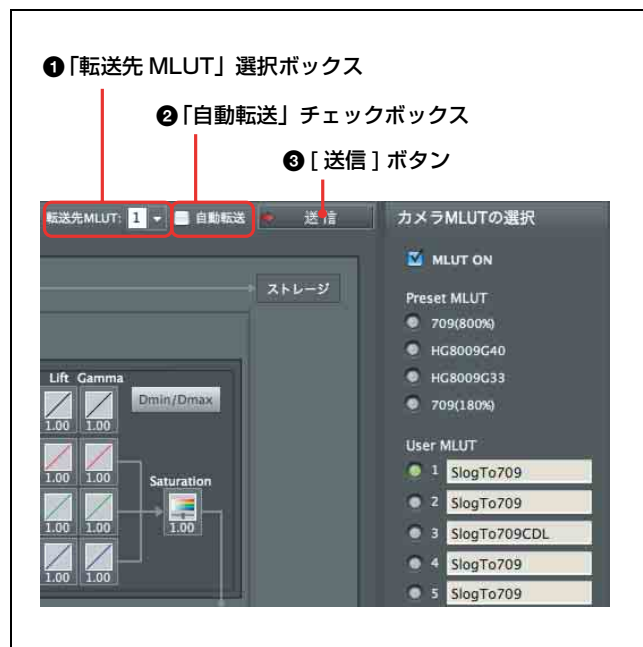 ❶「転送先 MLUT」選択ボックス
❷「自動転送」チェックボックス
❸ [ 送信 ] ボタン
転送先MLUT: 1 自動転送 送信 カメラMLUTの選択
MLUT ON
ストレージ
Preset MLUT
709(800%)
HG8009G40
HG8009G33
709(180%)
Lift Gamma
Dmin/Dmax
1.00 1.00
1.00 1.00
Saturation
1.00
1.00 1.00
1.00 1.00
User MLUT
1 SlogTo709
2 SlogTo709
3 SlogTo709CDL
4 SlogTo709
5 SlogTo709